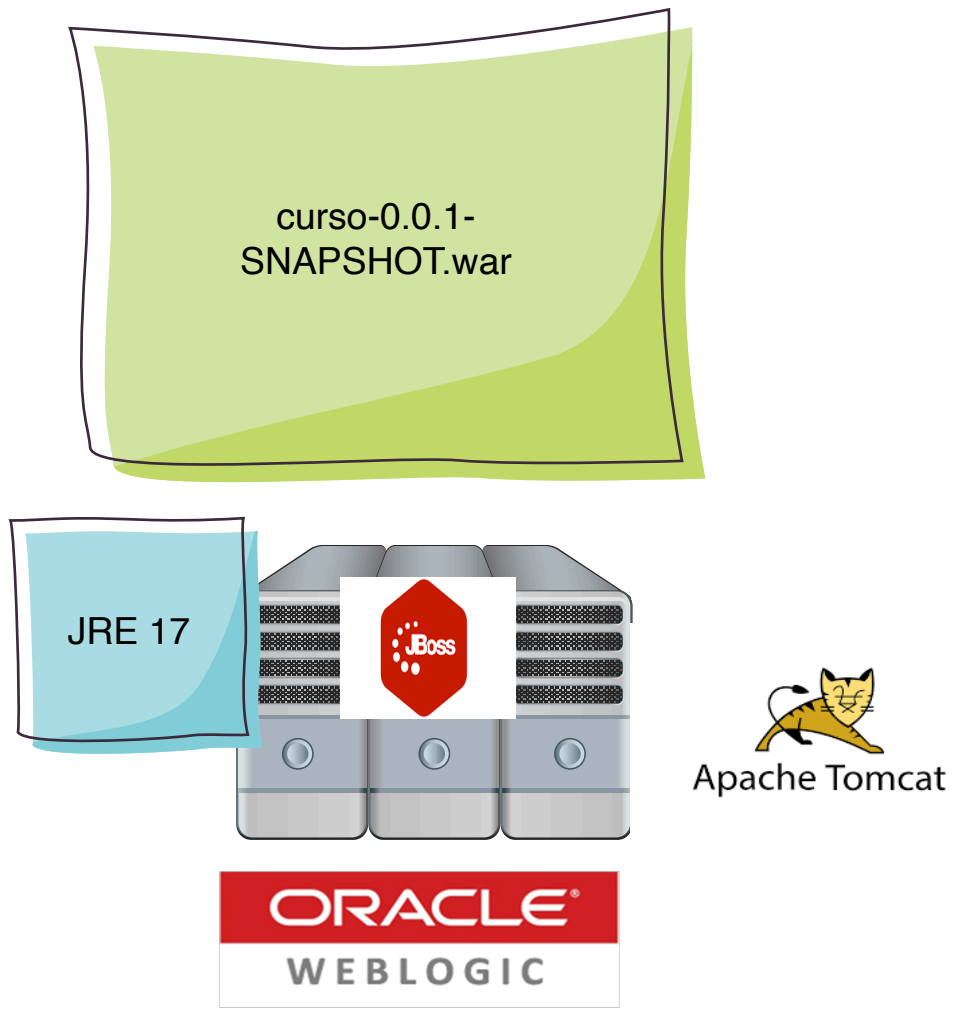 curso-0.0.1-
SNAPSHOT.war
JRE 17
JBoss
Apache Tomcat
ORACLE®
WEBLOGIC